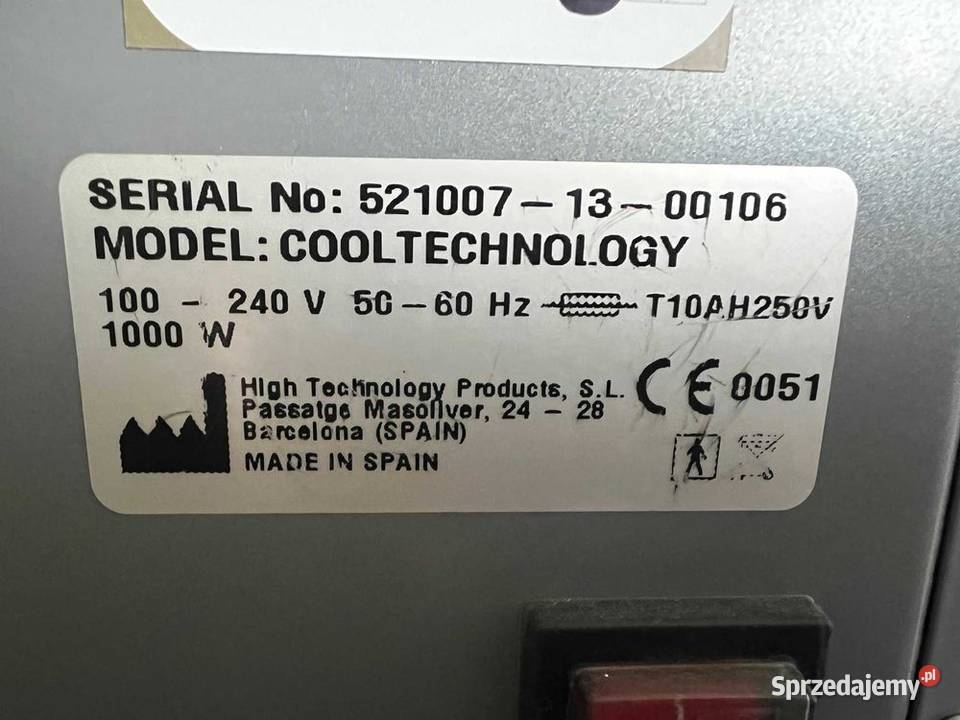 SERIAL No: 521007-13-00106
MODEL: COOLTECHNOLOGY
100 - 240 V 50-60 Hz T10AH250V
1000 W
High Technology Products, S.L.
Passatge Masoliver, 24 - 28
Barcelona (SPAIN)
MADE IN SPAIN
CE 0051
Sprzedajemy.pl